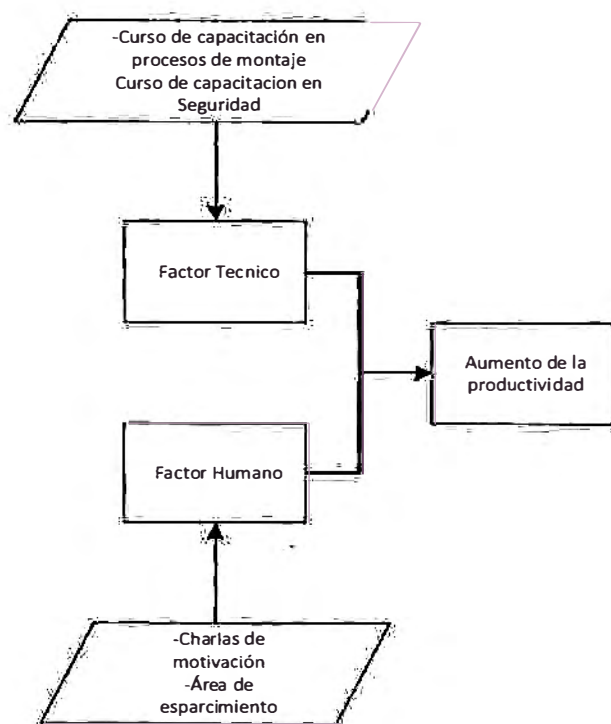 -Curso de capacitación en
procesos de montaje
Curso de capacitacion en
Seguridad
Factor Tecnico
Aumento de la
productividad
Factor Humano
-Charlas de
motivación
-Área de
esparcimiento